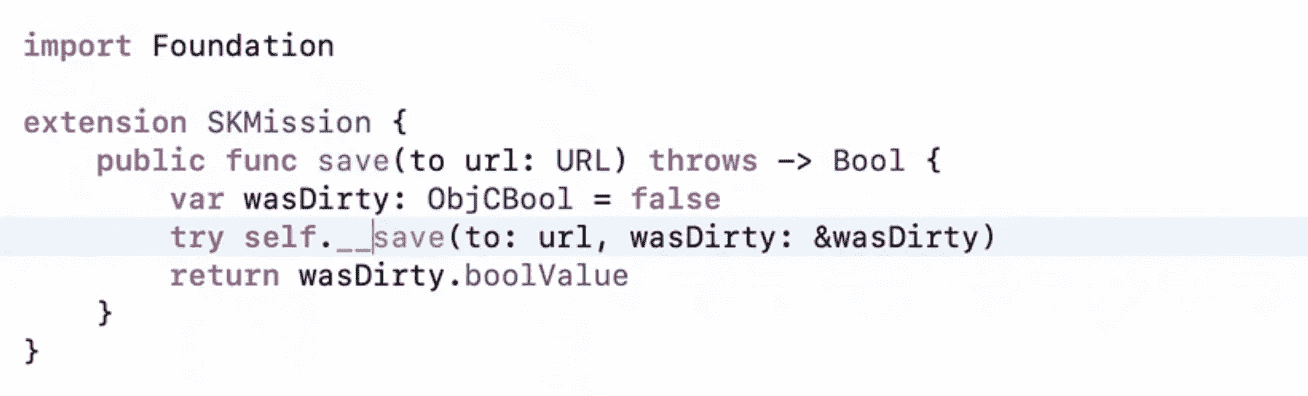 import Foundation
extension SKMission {
public func save(to url: URL) throws -> Bool {
var wasDirty: ObjCBool = false
try self.__save(to: url, wasDirty: &wasDirty)
return wasDirty.boolValue
}
}